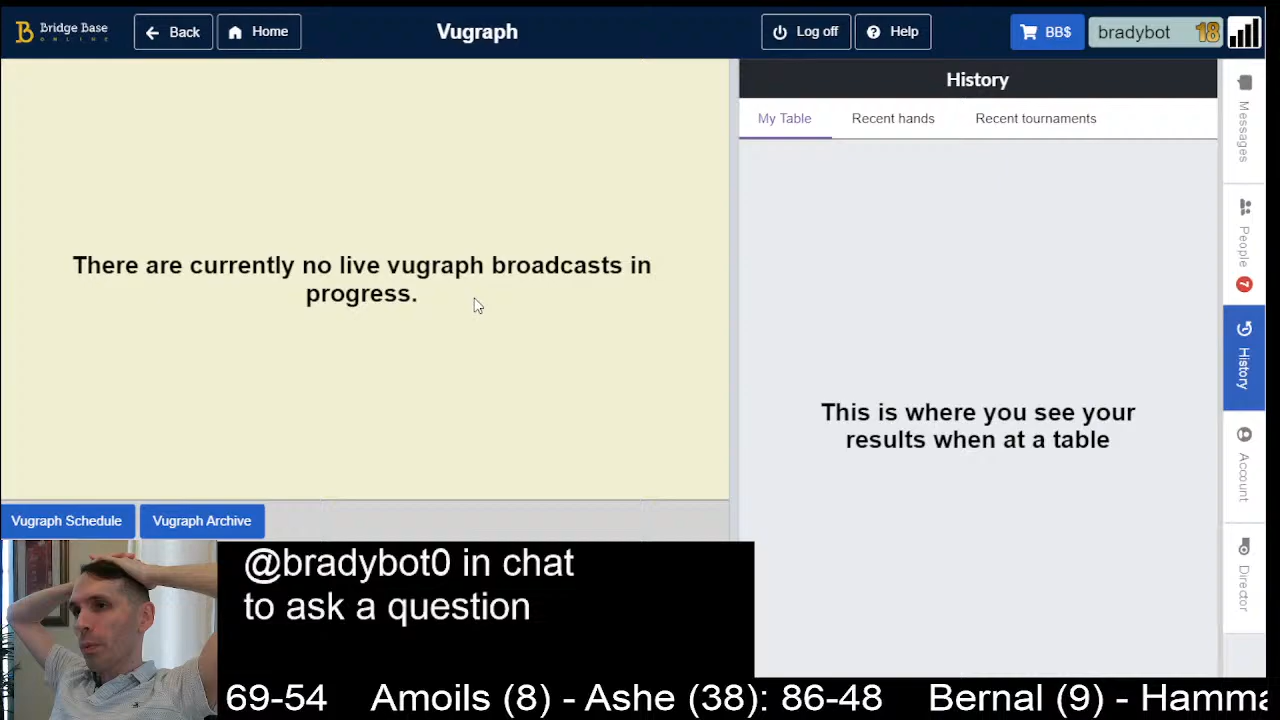 Bridge Base
ONLINE
Back
Home
Vugraph
Log off
Help
BB$
bradybot
18
There are currently no live vugraph broadcasts in
progress.
Vugraph Schedule
Vugraph Archive
History
My Table
Recent hands
Recent tournaments
This is where you see your
results when at a table
Messages
People
7
History
Account
Director
@bradybot0 in chat
to ask a question
69-54 Amoils (8) - Ashe (38): 86-48 Bernal (9) - Hamma